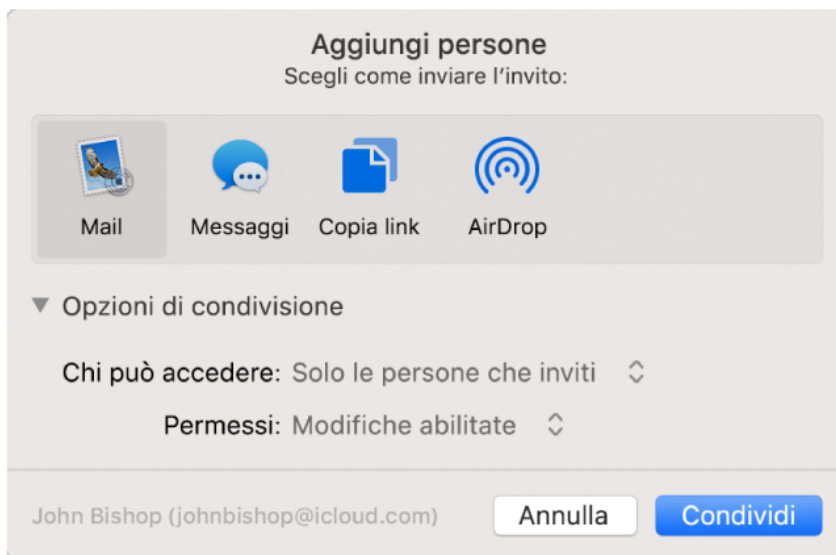 Aggiungi persone
Scegli come inviare l’invito:
Mail Messaggi Copia link AirDrop
Opzioni di condivisione
Chi può accedere: Solo le persone che inviti
Permessi: Modifiche abilitate
John Bishop (johnbishop@icloud.com) Annulla Condividi